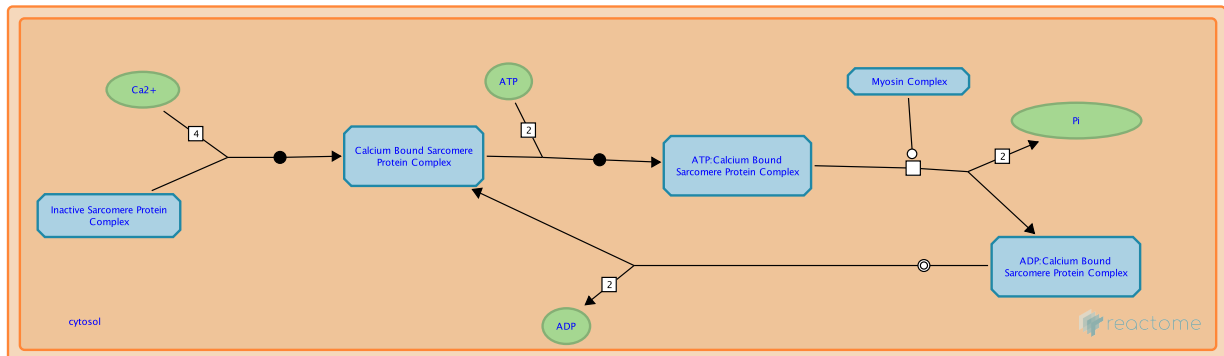 Ca2+
4
Inactive Sarcomere Protein
Complex
Calcium Bound Sarcomere
Protein Complex
ATP
2
ATP:Calcium Bound
Sarcomere Protein Complex
Myosin Complex
Pi
2
ADP:Calcium Bound
Sarcomere Protein Complex
2
ADP
cytosol
reactome